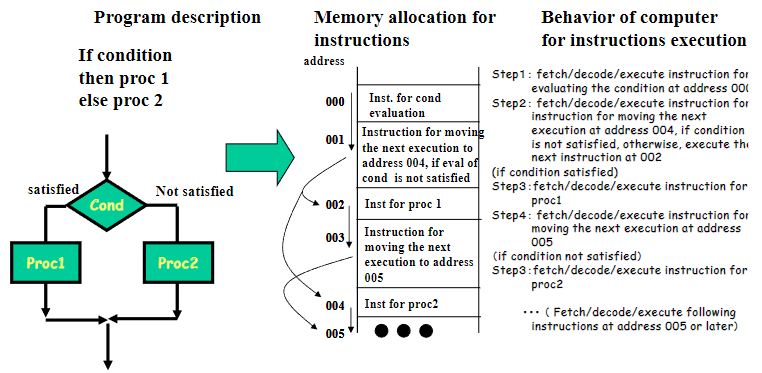 Program description
If condition
then proc 1
else proc 2
satisfied
Not satisfied
Cond
Proc1
Proc2
Memory allocation for
instructions
address
000
Inst. for cond
evaluation
001
Instruction for moving
the next execution to
address 004, if eval of
cond is not satisfied
002
Inst for proc 1
003
Instruction for
moving the next
execution to address
005
004
Inst for proc2
005
Behavior of computer
for instructions execution
Step1: fetch/decode/execute instruction for
evaluating the condition at address 000
Step2: fetch/decode/execute instruction for
instruction for moving the next
execution at address 004, if condition
is not satisfied, otherwise, execute the
next instruction at 002
(if condition satisfied)
Step3:fetch/decode/execute instruction for
proc1
Step4: fetch/decode/execute instruction for
moving the next execution at address
005
(if condition not satisfied)
Step3:fetch/decode/execute instruction for
proc2
··· ( Fetch/decode/execute following
instructions at address 005 or later)